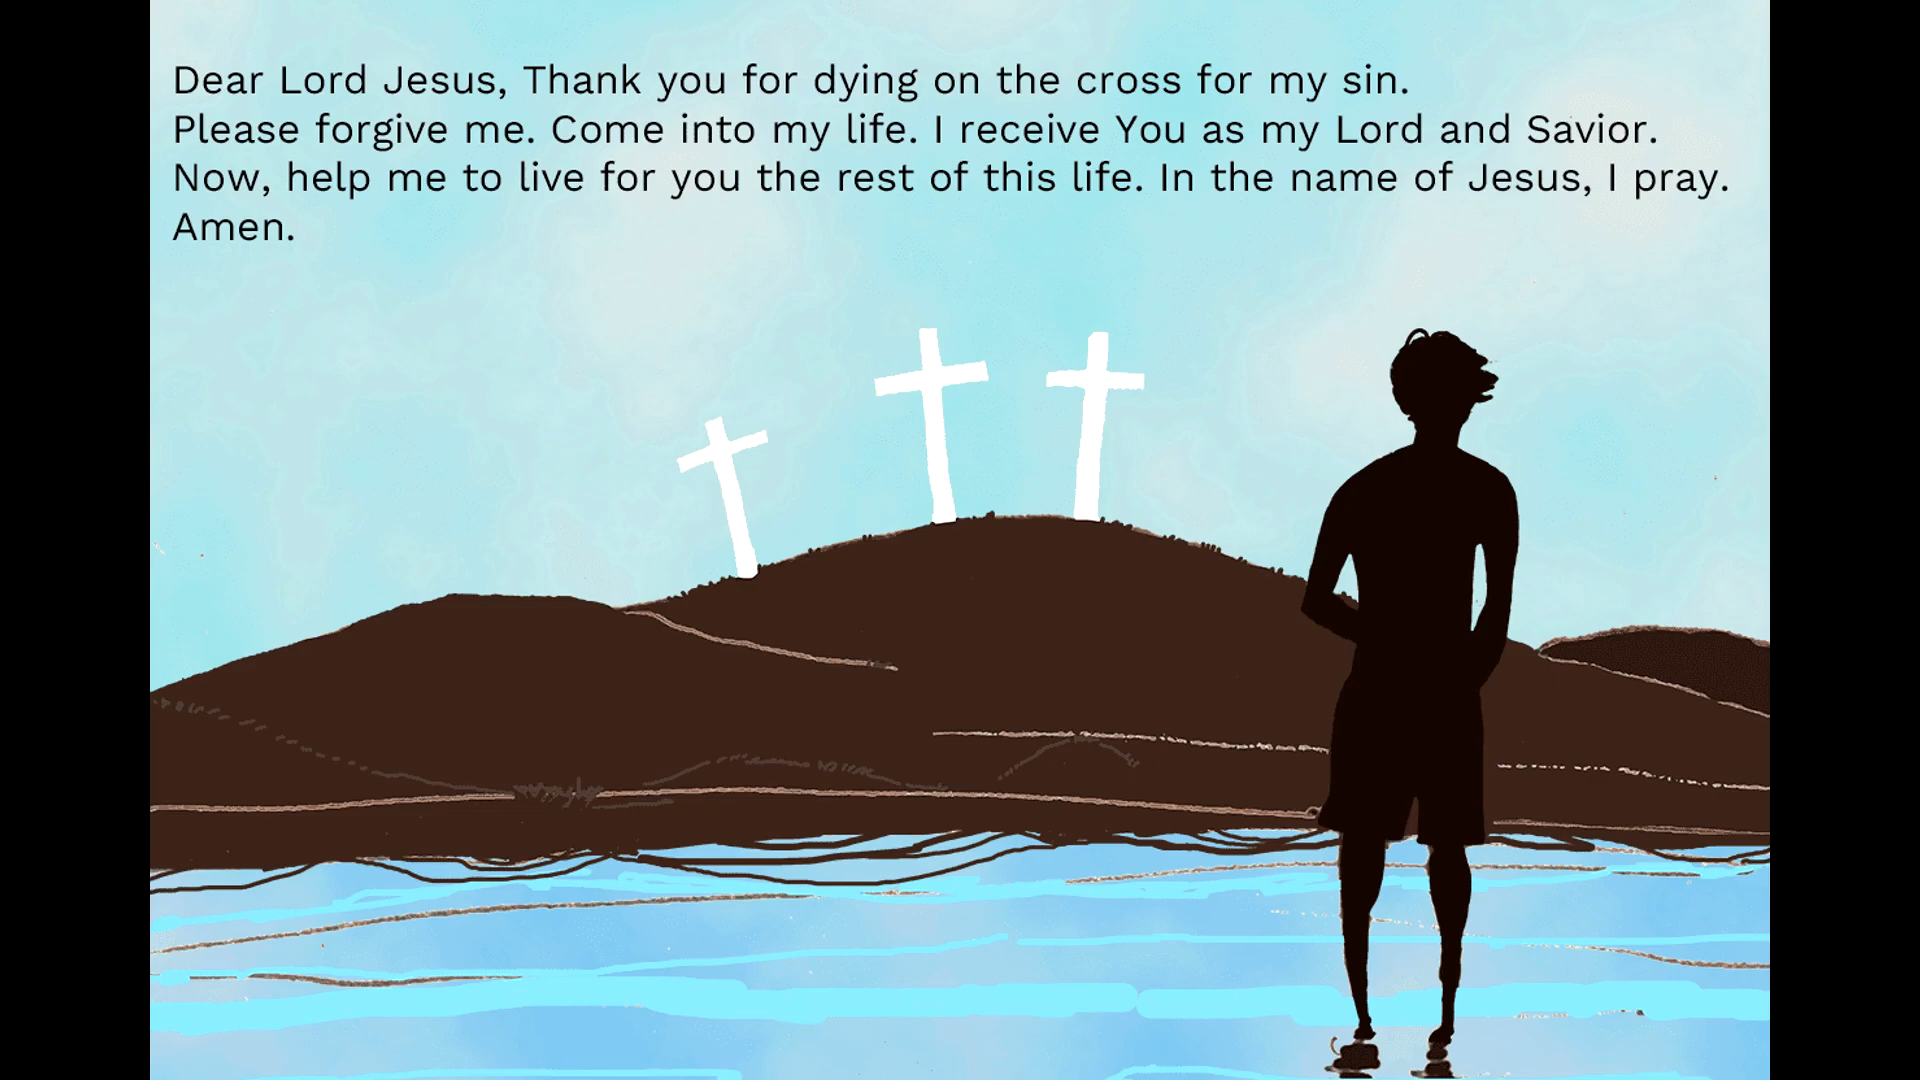 Dear Lord Jesus, Thank you for dying on the cross for my sin.
Please forgive me. Come into my life. I receive You as my Lord and Savior.
Now, help me to live for you the rest of this life. In the name of Jesus, I pray.
Amen.